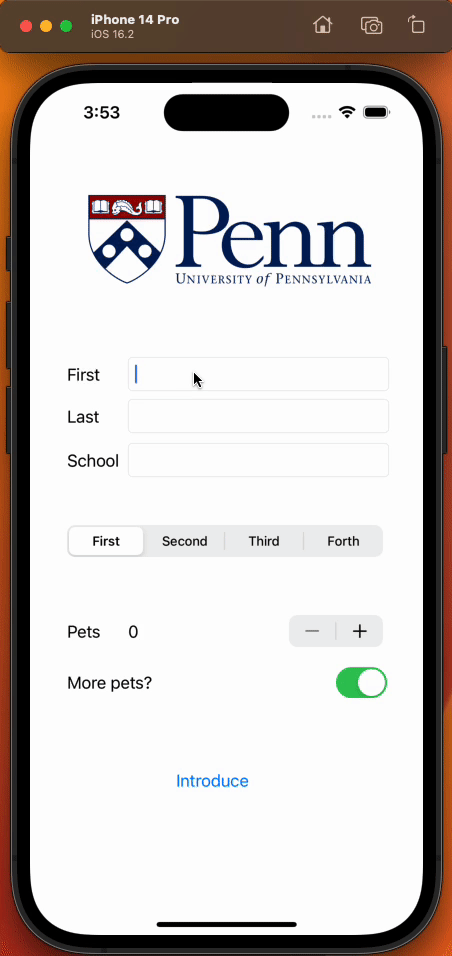 iPhone 14 Pro
iOS 16.2
3:53
Penn
UNIVERSITY of PENNSYLVANIA
First
Last
School
First Second Third Forth
Pets 0
More pets?
Introduce